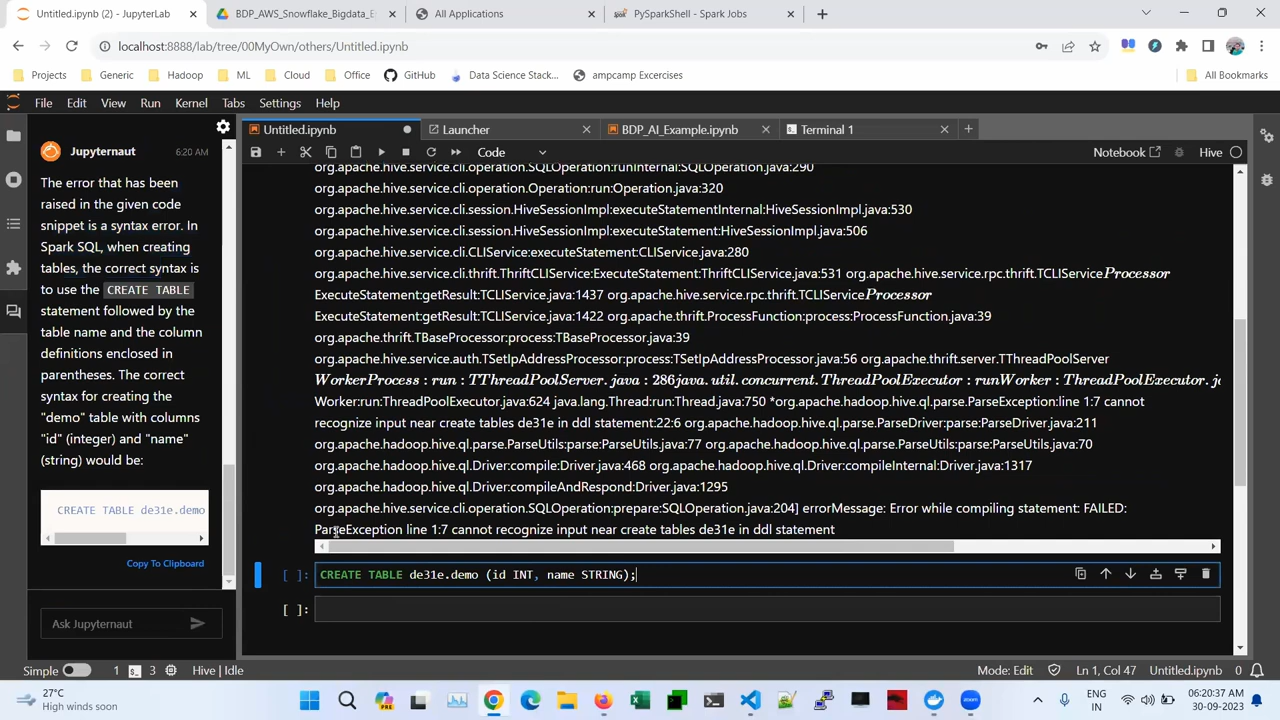 Untitled.ipynb (2) - JupyterLab
BDP_AWS_Snowflake_Bigdata_E
All Applications
PySparkShell - Spark Jobs
localhost:8888/lab/tree/00MyOwn/others/Untitled.ipynb
Projects Generic Hadoop ML Cloud Office GitHub Data Science Stac... ampcamp Excercises All Bookmarks
File Edit View Run Kernel Tabs Settings Help
Untitled.ipynb Launcher BDP_AI_Example.ipynb Terminal 1
Code Notebook Hive
Jupyternaut 6:20 AM
The error that has been
raised in the given code
snippet is a syntax error. In
Spark SQL, when creating
tables, the correct syntax is
to use the CREATE TABLE
statement followed by the
table name and the column
definitions enclosed in
parentheses. The correct
syntax for creating the
"demo" table with columns
"id" (integer) and "name"
(string) would be:
CREATE TABLE de31e.demo
Copy To Clipboard
Ask Jupyternaut
org.apache.hive.service.cli.operation.SQLOperation:runInternal:SQLOperation.java:290
org.apache.hive.service.cli.operation.Operation:run:Operation.java:320
org.apache.hive.service.cli.session.HiveSessionImpl:executeStatementInternal:HiveSessionImpl.java:530
org.apache.hive.service.cli.session.HiveSessionImpl:executeStatement:HiveSessionImpl.java:506
org.apache.hive.service.cli.CLIService:executeStatement:CLIService.java:280
org.apache.hive.service.cli.thrift.ThriftCLIService:ExecuteStatement:ThriftCLIService.java:531 org.apache.hive.service.rpc.thrift.TCLIServiceProcessor
ExecuteStatement:getResult:TCLIService.java:1437 org.apache.hive.service.rpc.thrift.TCLIServiceProcessor
ExecuteStatement:getResult:TCLIService.java:1422 org.apache.thrift.ProcessFunction:process:ProcessFunction.java:39
org.apache.thrift.TBaseProcessor:process:TBaseProcessor.java:39
org.apache.hive.service.auth.TSetIpAddressProcessor:process:TSetIpAddressProcessor.java:56 org.apache.thrift.server.TThreadPoolServer
WorkerProcess : run : TThreadPoolServer.java : 286java.util.concurrent.ThreadPoolExecutor : runWorker : ThreadPoolExecutor.ja
Worker:run:ThreadPoolExecutor.java:624 java.lang.Thread:run:Thread.java:750 *org.apache.hadoop.hive.ql.parse.ParseException:line 1:7 cannot
recognize input near create tables de31e in ddl statement:22:6 org.apache.hadoop.hive.ql.parse.ParseDriver:parse:ParseDriver.java:211
org.apache.hadoop.hive.ql.parse.ParseUtils:parse:ParseUtils.java:77 org.apache.hadoop.hive.ql.parse.ParseUtils:parse:ParseUtils.java:70
org.apache.hadoop.hive.ql.Driver:compile:Driver.java:468 org.apache.hadoop.hive.ql.Driver:compileInternal:Driver.java:1317
org.apache.hadoop.hive.ql.Driver:compileAndRespond:Driver.java:1295
org.apache.hive.service.cli.operation.SQLOperation:prepare:SQLOperation.java:204] errorMessage: Error while compiling statement: FAILED:
ParseException line 1:7 cannot recognize input near create tables de31e in ddl statement
[ ]: CREATE TABLE de31e.demo (id INT, name STRING);
[ ]:
Simple 1 3 Hive | Idle Mode: Edit Ln 1, Col 47 Untitled.ipynb 0
27°C
High winds soon
ENG
IN
06:20:37 AM
30-09-2023